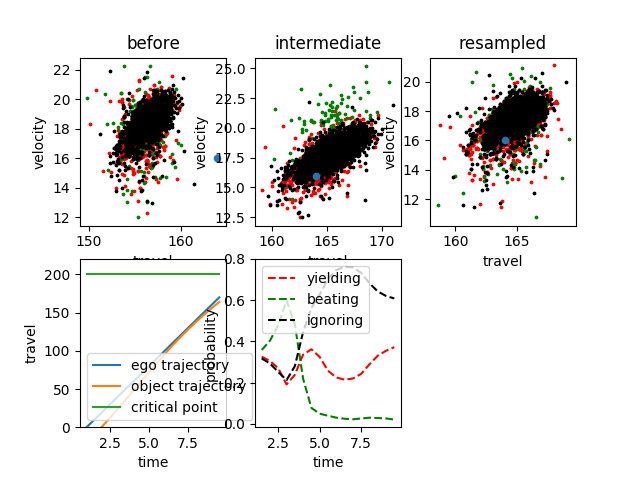 before
intermediate
resampled
velocity
22
20
18
16
14
12
150
160
travel
velocity
25.0
22.5
20.0
17.5
15.0
12.5
160
165
170
travel
velocity
20
18
16
14
12
160
165
travel
travel
200
150
100
50
0
ego trajectory
object trajectory
critical point
2.5
5.0
7.5
time
probability
0.8
0.6
0.4
0.2
0.0
yielding
beating
ignoring
2.5
5.0
7.5
time